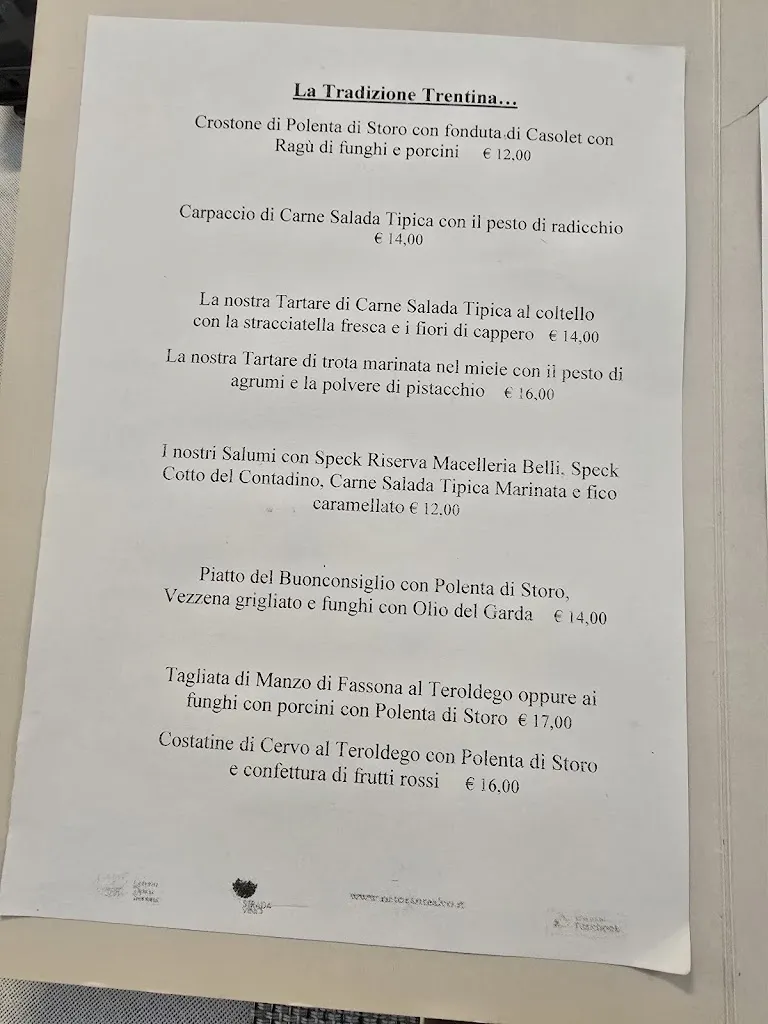 La Tradizione Trentina...
Crostone di Polenta di Storo con fonduta di Casolet con
Ragù di funghi e porcini € 12,00
Carpaccio di Carne Salada Tipica con il pesto di radicchio
€ 14,00
La nostra Tartare di Carne Salada Tipica al coltello
con la stracciatella fresca e i fiori di cappero € 14,00
La nostra Tartare di trota marinata nel miele con il pesto di
agrumi e la polvere di pistacchio € 16,00
I nostri Salumi con Speck Riserva Macelleria Belli, Speck
Cotto del Contadino, Carne Salada Tipica Marinata e fico
caramellato € 12,00
Piatto del Buonconsiglio con Polenta di Storo,
Vezzena grigliato e funghi con Olio del Garda € 14,00
Tagliata di Manzo di Fassona al Teroldego oppure ai
funghi con porcini con Polenta di Storo € 17,00
Costatine di Cervo al Teroldego con Polenta di Storo
e confettura di frutti rossi € 16,00
STRADA